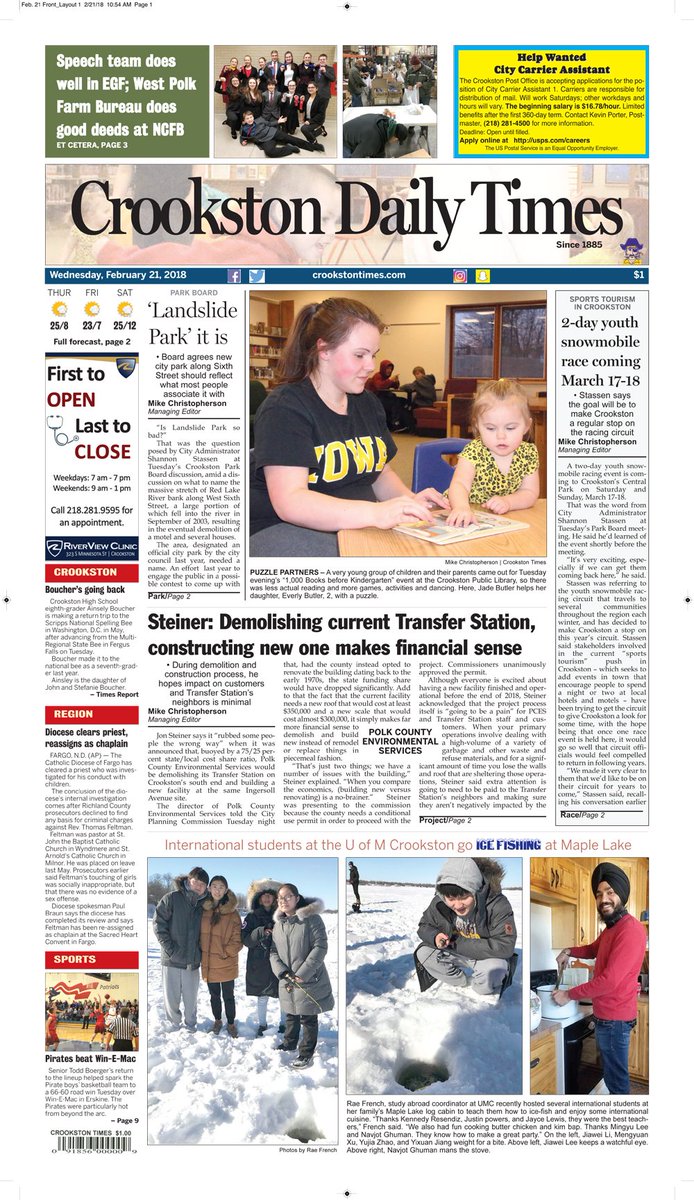 Feb. 21 Front_Layout 1 2/21/18 10:54 AM Page 1
Speech team does
well in EGF; West Polk
Farm Bureau does
good deeds at NCFB
ET CETERA, PAGE 3
Help Wanted
City Carrier Assistant
The Crookston Post Office is accepting applications for the po-
sition of City Carrier Assistant 1. Carriers are responsible for
distribution of mail. Will work Saturdays; other workdays and
hours will vary. The beginning salary is $16.78/hour. Limited
benefits after the first 360-day term. Contact Kevin Porter, Post-
master, (218) 281-4500 for more information.
Deadline: Open until filled.
Apply online at http://usps.com/careers
The US Postal Service is an Equal Opportunity Employer.
Crookston Daily Times
Since 1885
Wednesday, February 21, 2018
crookstontimes.com
$1
THUR FRI SAT
25/8 23/7 25/12
Full forecast, page 2
First to
OPEN
Last to
CLOSE
Weekdays: 7 am - 7 pm
Weekends: 9 am - 1 pm
Call 218.281.9595 for
an appointment.
RIVERVIEW CLINIC
323 S MINNESOTA ST | CROOKSTON
CROOKSTON
Boucher's going back
Crookston High School
eighth-grader Ainsely Boucher
is making a return trip to the
Scripps National Spelling Bee
in Washington, D.C. in May,
after advancing from the Multi-
Regional State Bee in Fergus
Falls on Tuesday.
Boucher made it to the
national bee as a seventh-grad-
er last year.
Ainsley is the daughter of
John and Stefanie Boucher.
– Times Report
REGION
Diocese clears priest,
reassigns as chaplain
FARGO, N.D. (AP) — The
Catholic Diocese of Fargo has
cleared a priest who was inves-
tigated for his conduct with
children.
The conclusion of the dio-
cese's internal investigation
comes after Richland County
prosecutors declined to find
any basis for criminal charges
against Rev. Thomas Feltman.
Feltman was pastor at St.
John the Baptist Catholic
Church in Wyndmere and St.
Arnold's Catholic Church in
Milnor. He was placed on leave
last May. Prosecutors earlier
said Feltman's touching of girls
was socially inappropriate, but
that there was no evidence of a
sex offense.
Diocese spokesman Paul
Braun says the diocese has
completed its review and says
Feltman has been re-assigned
as chaplain at the Sacred Heart
Convent in Fargo.
SPORTS
Patriots
Pirates beat Win-E-Mac
Senior Todd Boerger's return
to the lineup helped spark the
Pirate boys' basketball team to
a 66-60 road win Tuesday over
Win-E-Mac in Erskine. The
Pirates were particularly hot
from beyond the arc.
– Page 9
CROOKSTON TIMES $1.00
0 91856 00000 9
PARK BOARD
'Landslide
Park' it is
• Board agrees new
city park along Sixth
Street should reflect
what most people
associate it with
Mike Christopherson
Managing Editor
"Is Landslide Park so
bad?"
That was the question
posed by City Administrator
Shannon Stassen at
Tuesday's Crookston Park
Board discussion, amid a dis-
cussion on what to name the
massive stretch of Red Lake
River bank along West Sixth
Street, a large portion of
which fell into the river in
September of 2003, resulting
in the eventual demolition of
a motel and several houses.
The area, designated an
official city park by the city
council last year, needed a
name. An effort last year to
engage the public in a possi-
ble contest to come up with
Park/Page 2
IOWA
Mike Christopherson | Crookston Times
PUZZLE PARTNERS – A very young group of children and their parents came out for Tuesday
evening's "1,000 Books before Kindergarten" event at the Crookston Public Library, so there
was less actual reading and more games, activities and dancing. Here, Jade Butler helps her
daughter, Everly Butler, 2, with a puzzle.
SPORTS TOURISM
IN CROOKSTON
2-day youth
snowmobile
race coming
March 17-18
• Stassen says
the goal will be to
make Crookston
a regular stop on
the racing circuit
Mike Christopherson
Managing Editor
A two-day youth snow-
mobile racing event is com-
ing to Crookston's Central
Park on Saturday and
Sunday, March 17-18.
That was the word from
City Administrator
Shannon Stassen at
Tuesday's Park Board meet-
ing. He said he'd learned of
the event shortly before the
meeting.
"It's very exciting, espe-
cially if we can get them
coming back here," he said.
Stassen was referring to
the youth snowmobile rac-
ing circuit that travels to
several communities
throughout the region each
winter, and has decided to
make Crookston a stop on
this year's circuit. Stassen
said stakeholders involved
in the current "sports
tourism" push in
Crookston – which seeks to
add events in town that
encourage people to spend
a night or two at local
hotels and motels – have
been trying to get the circuit
to give Crookston a look for
some time, with the hope
being that once one race
event is held here, it would
go so well that circuit offi-
cials would feel compelled
to return in following years.
"We made it very clear to
them that we'd like to be on
their circuit for years to
come," Stassen said, recall-
ing his conversation earlier
Race/Page 2
Steiner: Demolishing current Transfer Station,
constructing new one makes financial sense
• During demolition and
construction process, he
hopes impact on customers
and Transfer Station's
neighbors is minimal
Mike Christopherson
Managing Editor
Jon Steiner says it "rubbed some peo-
ple the wrong way" when it was
announced that, buoyed by a 75/25 per-
cent state/local cost share ratio, Polk
County Environmental Services would
be demolishing its Transfer Station on
Crookston's south end and building a
new facility at the same Ingersoll
Avenue site.
The director of Polk County
Environmental Services told the City
Planning Commission Tuesday night
that, had the county instead opted to
renovate the building dating back to the
early 1970s, the state funding share
would have dropped significantly. Add
to that the fact that the current facility
needs a new roof that would cost at least
$350,000 and a new scale that would
cost almost $300,000, it simply makes far
more financial sense to
demolish and build
new instead of remodel
or replace things in
piecemeal fashion.
"That's just two things; we have a
number of issues with the building,"
Steiner explained. "When you compare
the economics, (building new versus
renovating) is a no-brainer." Steiner
was presenting to the commission
because the county needs a conditional
use permit in order to proceed with the
POLK COUNTY
ENVIRONMENTAL
SERVICES
project. Commissioners unanimously
approved the permit.
Although everyone is excited about
having a new facility finished and oper-
ational before the end of 2018, Steiner
acknowledged that the project process
itself is "going to be a pain" for PCES
and Transfer Station staff and cus-
tomers. When your primary
operations involve dealing with
a high-volume of a variety of
garbage and other waste and
refuse materials, and for a signif-
icant amount of time you lose the walls
and roof that are sheltering those opera-
tions, Steiner said extra attention is
going to need to be paid to the Transfer
Station's neighbors and making sure
they aren't negatively impacted by the
Project/Page 2
International students at the U of M Crookston go ICE FISHING at Maple Lake
Photos by Rae French
Rae French, study abroad coordinator at UMC recently hosted several international students at
her family's Maple Lake log cabin to teach them how to ice-fish and enjoy some international
cuisine. "Thanks Kennedy Resendiz, Justin powers, and Jayce Lewis, they were the best teach-
ers," French said. "We also had fun cooking butter chicken and kim bap. Thanks Mingyu Lee
and Navjot Ghuman. They know how to make a great party." On the left, Jiawei Li, Mengyuan
Xu, Yujia Zhao, and Yixuan Jiang weight for a bite. Above left, Jiawei Lee keeps a watchful eye.
Above right, Navjot Ghuman mans the stove.